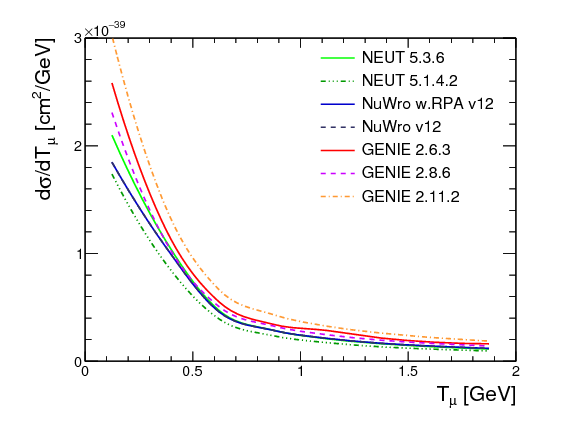 3 ×10⁻³⁹
dσ/dTμ [cm²/GeV]
2
1
0
0 0.5 1 1.5 2
Tμ [GeV]
NEUT 5.3.6
NEUT 5.1.4.2
NuWro w.RPA v12
NuWro v12
GENIE 2.6.3
GENIE 2.8.6
GENIE 2.11.2